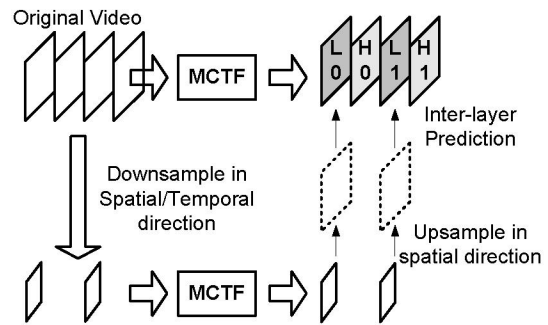 Original Video
MCTF
L H L H
0 0 1 1
Inter-layer
Prediction
Downsample in
Spatial/Temporal
direction
Upsample in
spatial direction
MCTF